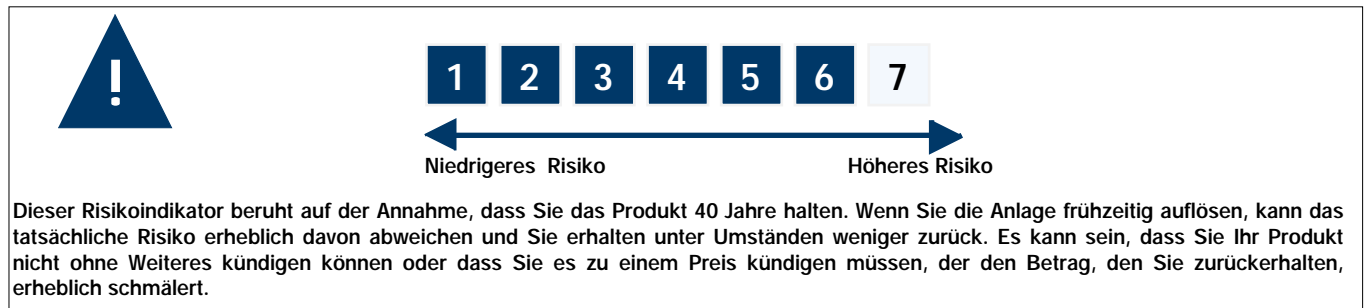 !
1 2 3 4 5 6 7
Niedrigeres Risiko Höheres Risiko
Dieser Risikoindikator beruht auf der Annahme, dass Sie das Produkt 40 Jahre halten. Wenn Sie die Anlage frühzeitig auflösen, kann das
tatsächliche Risiko erheblich davon abweichen und Sie erhalten unter Umständen weniger zurück. Es kann sein, dass Sie Ihr Produkt
nicht ohne Weiteres kündigen können oder dass Sie es zu einem Preis kündigen müssen, der den Betrag, den Sie zurückerhalten,
erheblich schmälert.